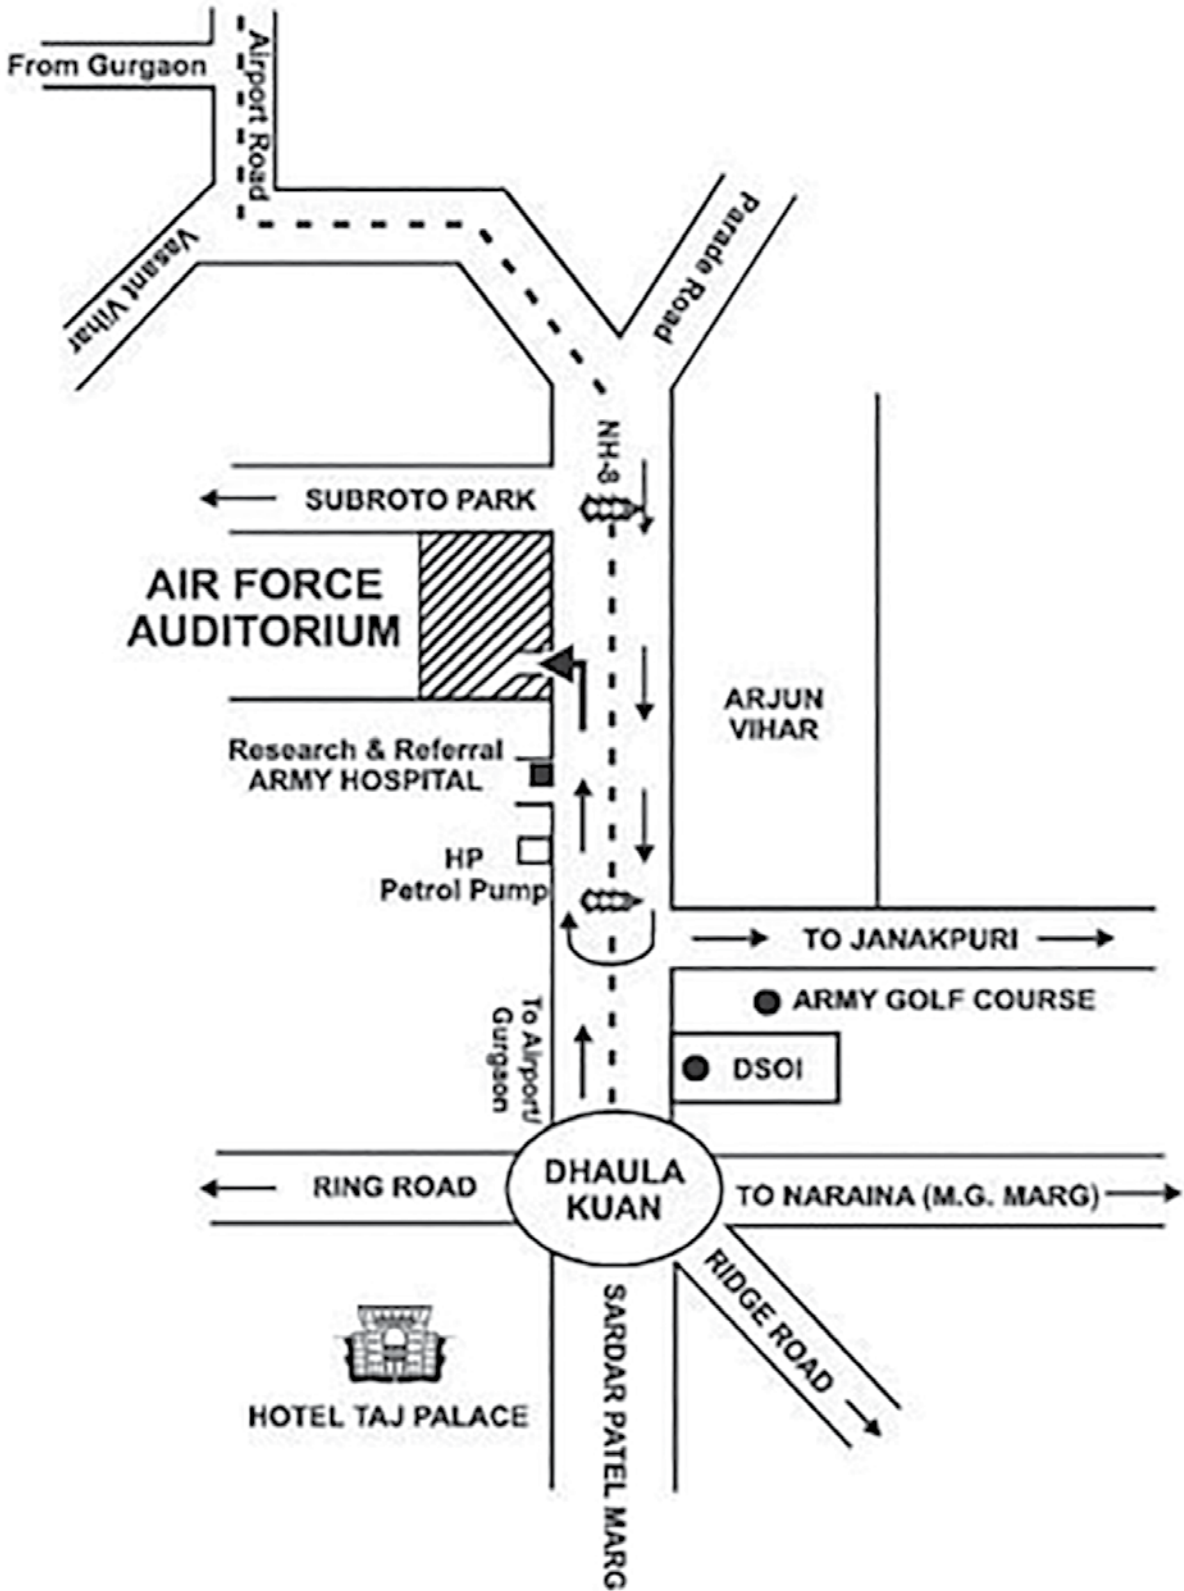 From Gurgaon
Airport Road
Vasant Vihar
Parade Road
NH-8
SUBROTO PARK
AIR FORCE
AUDITORIUM
ARJUN
VIHAR
Research & Referral
ARMY HOSPITAL
HP
Petrol Pump
TO JANAKPURI
ARMY GOLF COURSE
To Airport/
Gurgaon
DSOI
DHAULA
KUAN
RING ROAD
TO NARAINA (M.G. MARG)
RIDGE ROAD
SARDAR PATEL MARG
HOTEL TAJ PALACE